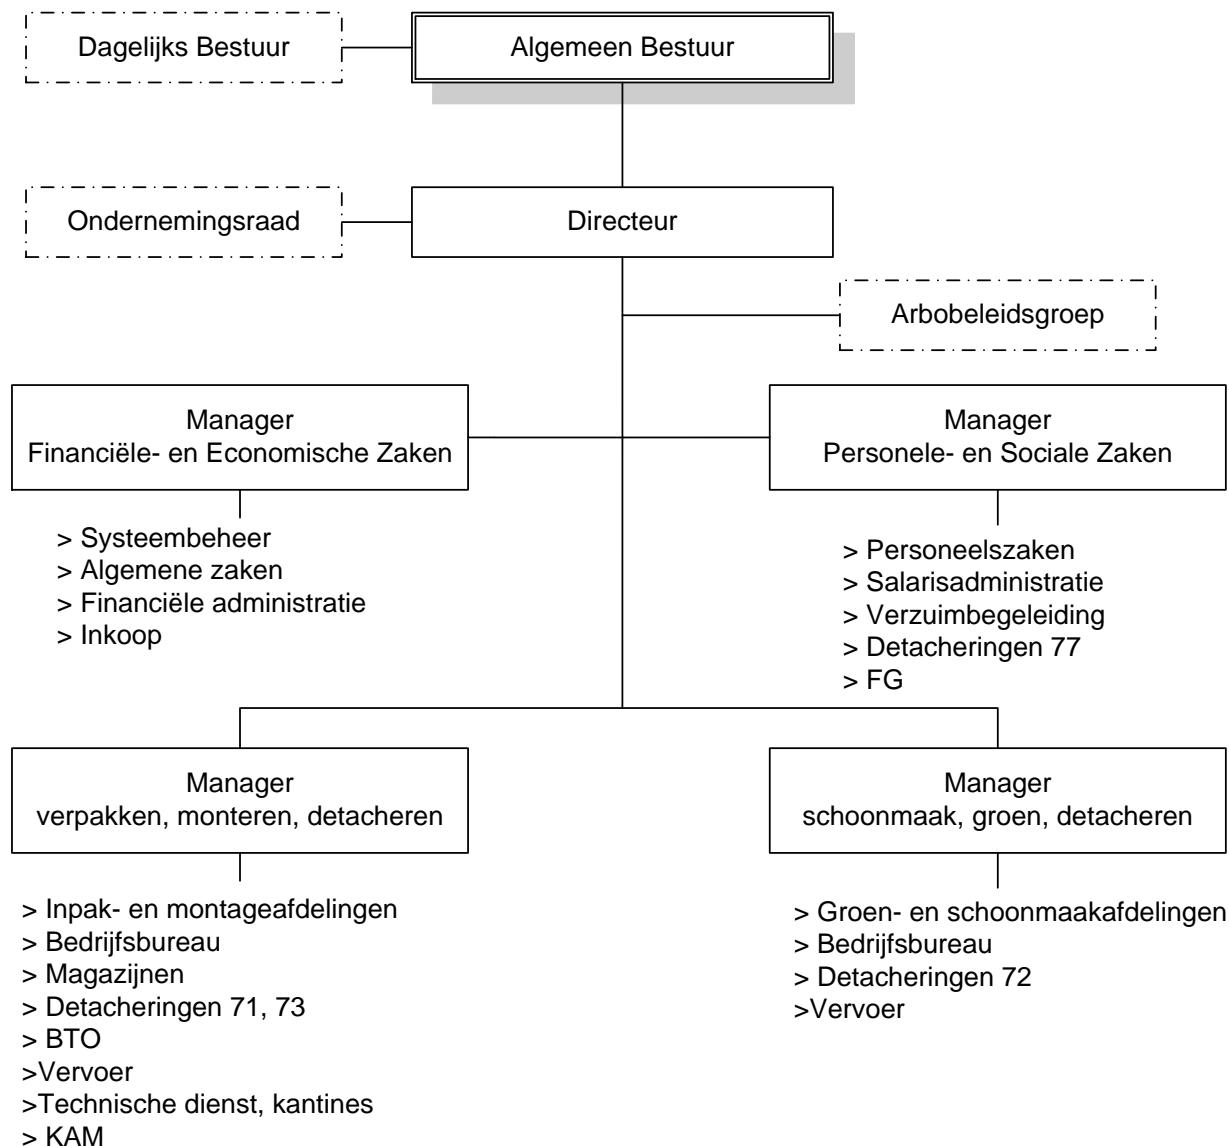 Dagelijks Bestuur
Algemeen Bestuur
Ondernemingsraad
Directeur
Arbobeleidsgroep
Manager
Financiële- en Economische Zaken
Manager
Personele- en Sociale Zaken
> Systeembeheer
> Algemene zaken
> Financiële administratie
> Inkoop
> Personeelszaken
> Salarisadministratie
> Verzuimbegeleiding
> Detacheringen 77
> FG
Manager
verpakken, monteren, detacheren
Manager
schoonmaak, groen, detacheren
> Inpak- en montageafdelingen
> Bedrijfsbureau
> Magazijnen
> Detacheringen 71, 73
> BTO
>Vervoer
>Technische dienst, kantines
> KAM
> Groen- en schoonmaakafdelingen
> Bedrijfsbureau
> Detacheringen 72
>Vervoer